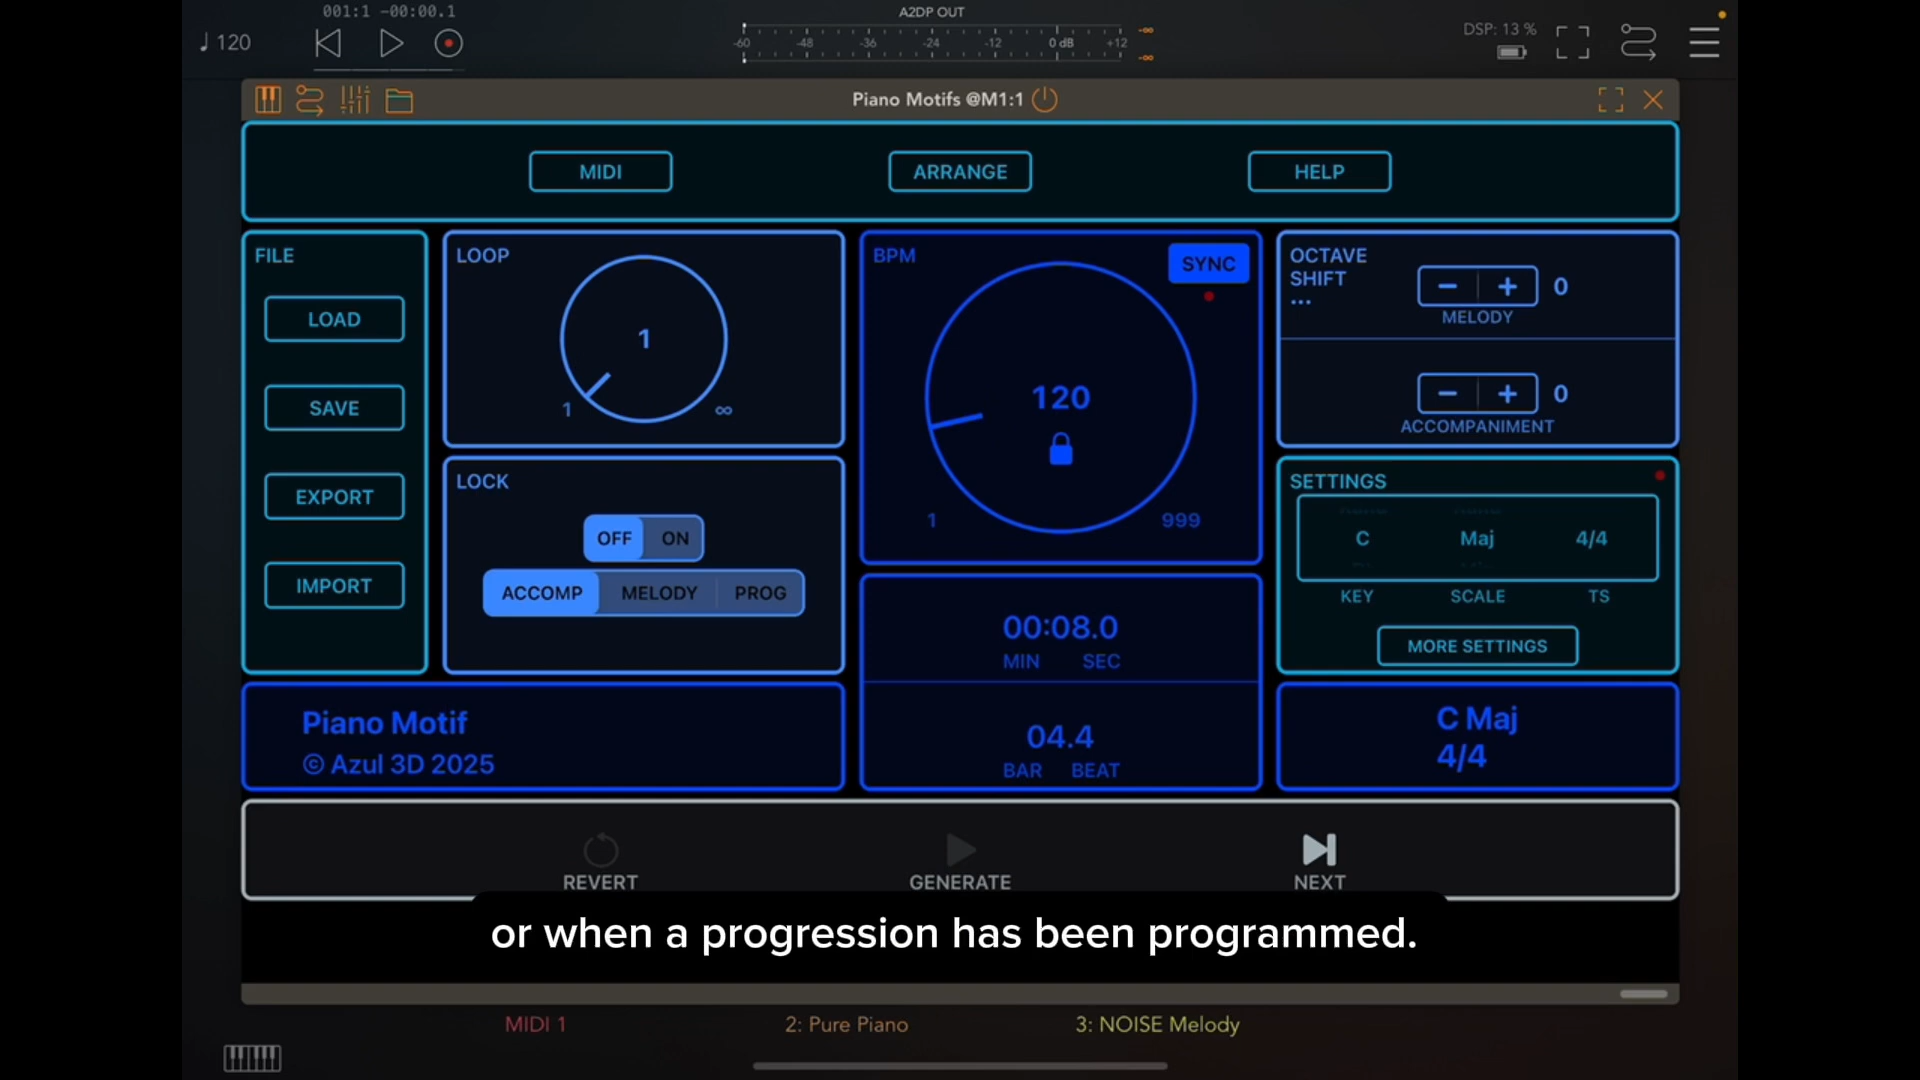 001:1 -00:00.1
♩ 120
A2DP OUT
-60 -48 -36 -24 -12 0 dB +12
-∞
-∞
DSP: 13 %
Piano Motifs @M1:1
MIDI
ARRANGE
HELP
FILE
LOAD
SAVE
EXPORT
IMPORT
LOOP
1
1 ∞
LOCK
OFF ON
ACCOMP MELODY PROG
BPM
SYNC
120
1 999
00:08.0
MIN SEC
04.4
BAR BEAT
OCTAVE
SHIFT
...
− + 0
MELODY
− + 0
ACCOMPANIMENT
SETTINGS
C Maj 4/4
KEY SCALE TS
MORE SETTINGS
Piano Motif
© Azul 3D 2025
C Maj
4/4
REVERT
GENERATE
NEXT
or when a progression has been programmed.
MIDI 1
2: Pure Piano
3: NOISE Melody